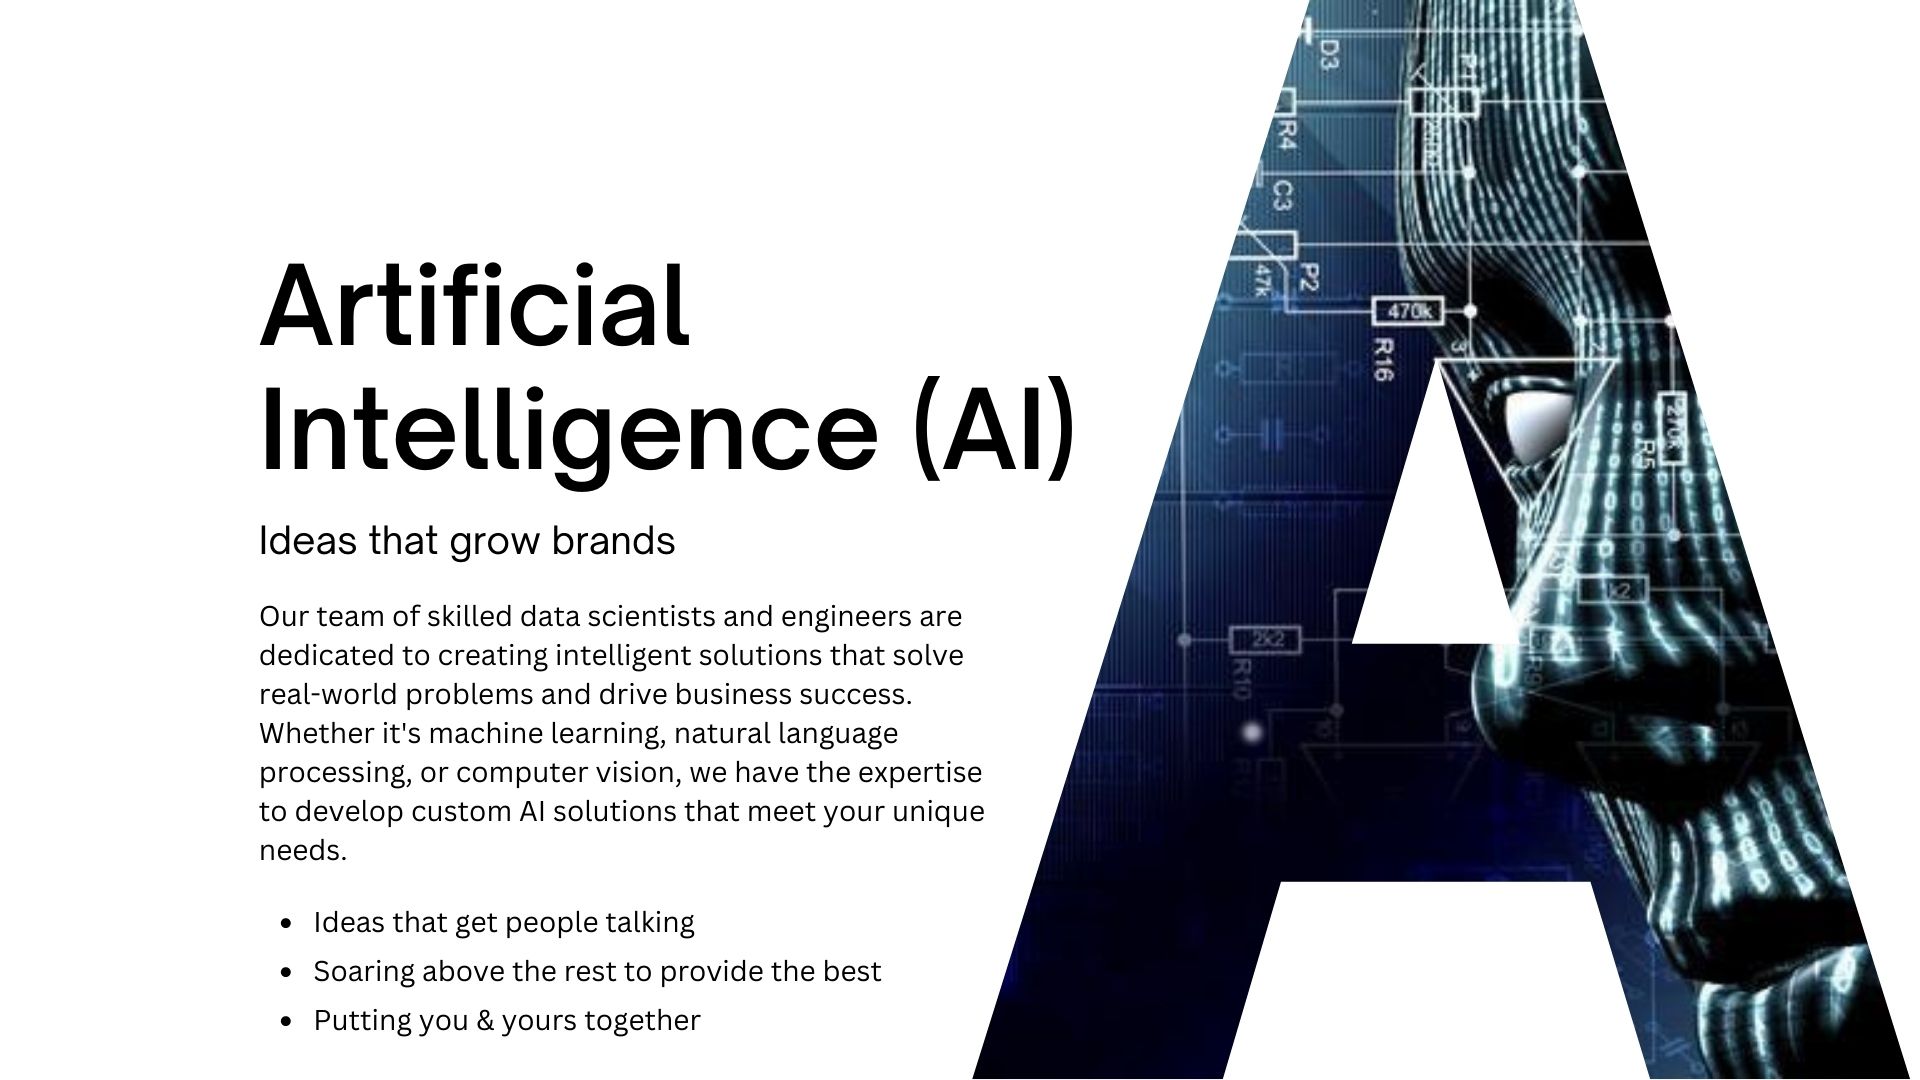 Artificial
Intelligence (AI)
Ideas that grow brands
Our team of skilled data scientists and engineers are
dedicated to creating intelligent solutions that solve
real-world problems and drive business success.
Whether it's machine learning, natural language
processing, or computer vision, we have the expertise
to develop custom AI solutions that meet your unique
needs.
• Ideas that get people talking
• Soaring above the rest to provide the best
• Putting you & yours together
D3
R4
P1
C3
47k
P2
470k
R16
3
2
270k
R5
2k2
R10
k2